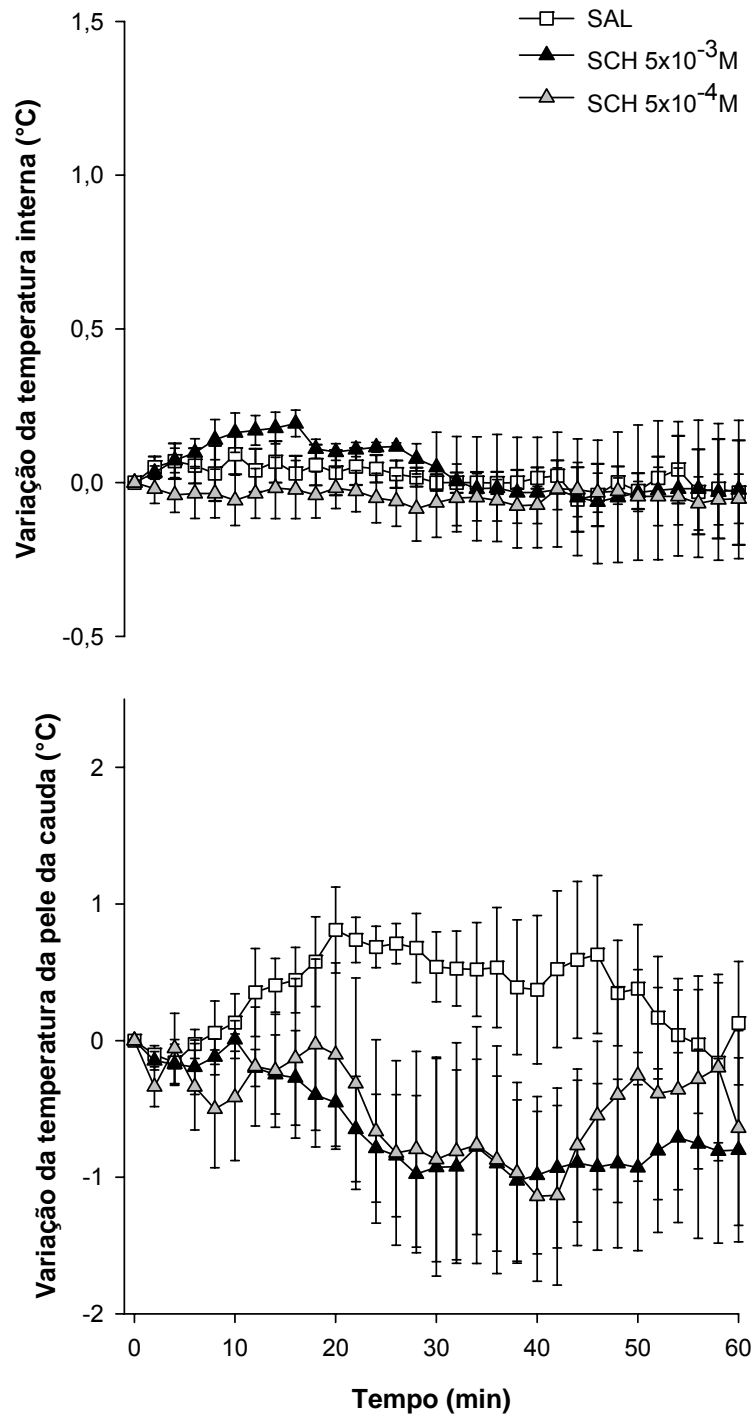 SAL
SCH 5x10⁻³M
SCH 5x10⁻⁴M
Variação da temperatura interna (°C)
1,5
1,0
0,5
0,0
-0,5
Variação da temperatura da pele da cauda (°C)
2
1
0
-1
-2
0 10 20 30 40 50 60
Tempo (min)